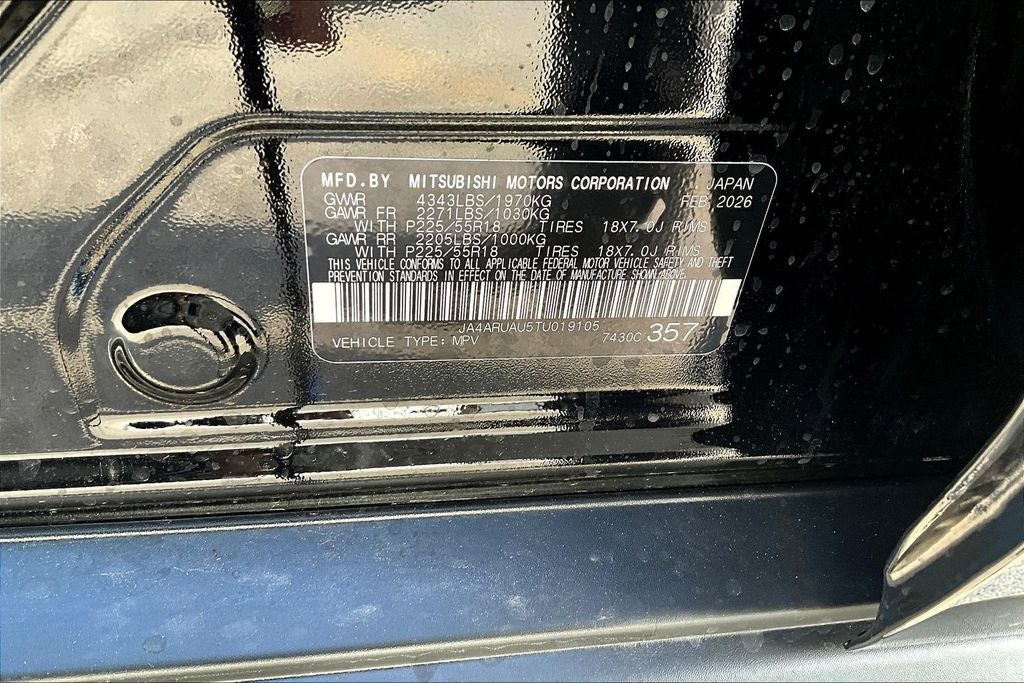 MFD.BY MITSUBISHI MOTORS CORPORATION JAPAN
GVWR 4343LBS/1970KG FEB 2026
GAWR FR 2271LBS/1030KG
WITH P225/55R18 TIRES 18X7.0J RIMS
GAWR RR 2205LBS/1000KG
WITH P225/55R18 TIRES 18X7.0J RIMS
THIS VEHICLE CONFORMS TO ALL APPLICABLE FEDERAL MOTOR VEHICLE SAFETY AND THEFT
PREVENTION STANDARDS IN EFFECT ON THE DATE OF MANUFACTURE SHOWN ABOVE.
JA4ARUAU5TU019105
VEHICLE TYPE: MPV 7430C 357